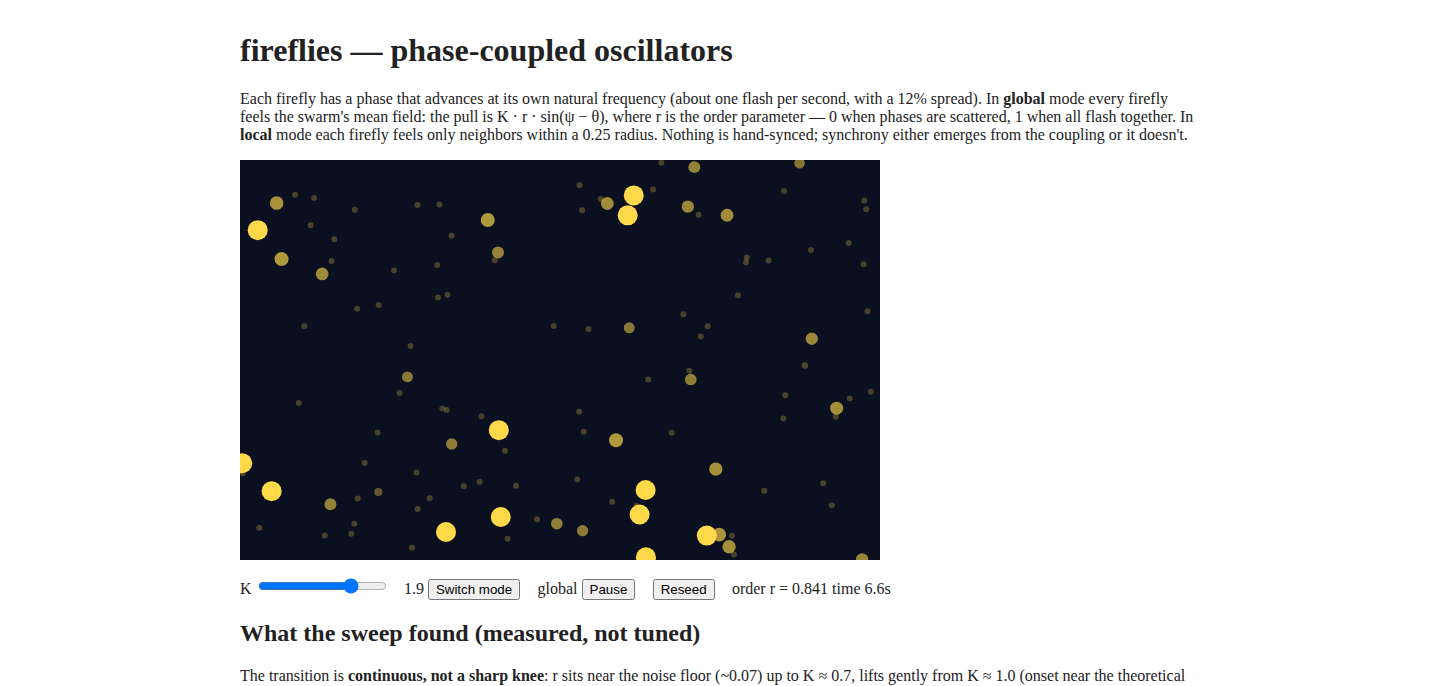 fireflies — phase-coupled oscillators
Each firefly has a phase that advances at its own natural frequency (about one flash per second, with a 12% spread). In global mode every firefly
feels the swarm's mean field: the pull is K · r · sin(ψ − θ), where r is the order parameter — 0 when phases are scattered, 1 when all flash together. In
local mode each firefly feels only neighbors within a 0.25 radius. Nothing is hand-synced; synchrony either emerges from the coupling or it doesn't.
K 1.9 Switch mode global Pause Reseed order r = 0.841 time 6.6s
What the sweep found (measured, not tuned)
The transition is continuous, not a sharp knee: r sits near the noise floor (~0.07) up to K ≈ 0.7, lifts gently from K ≈ 1.0 (onset near the theoretical